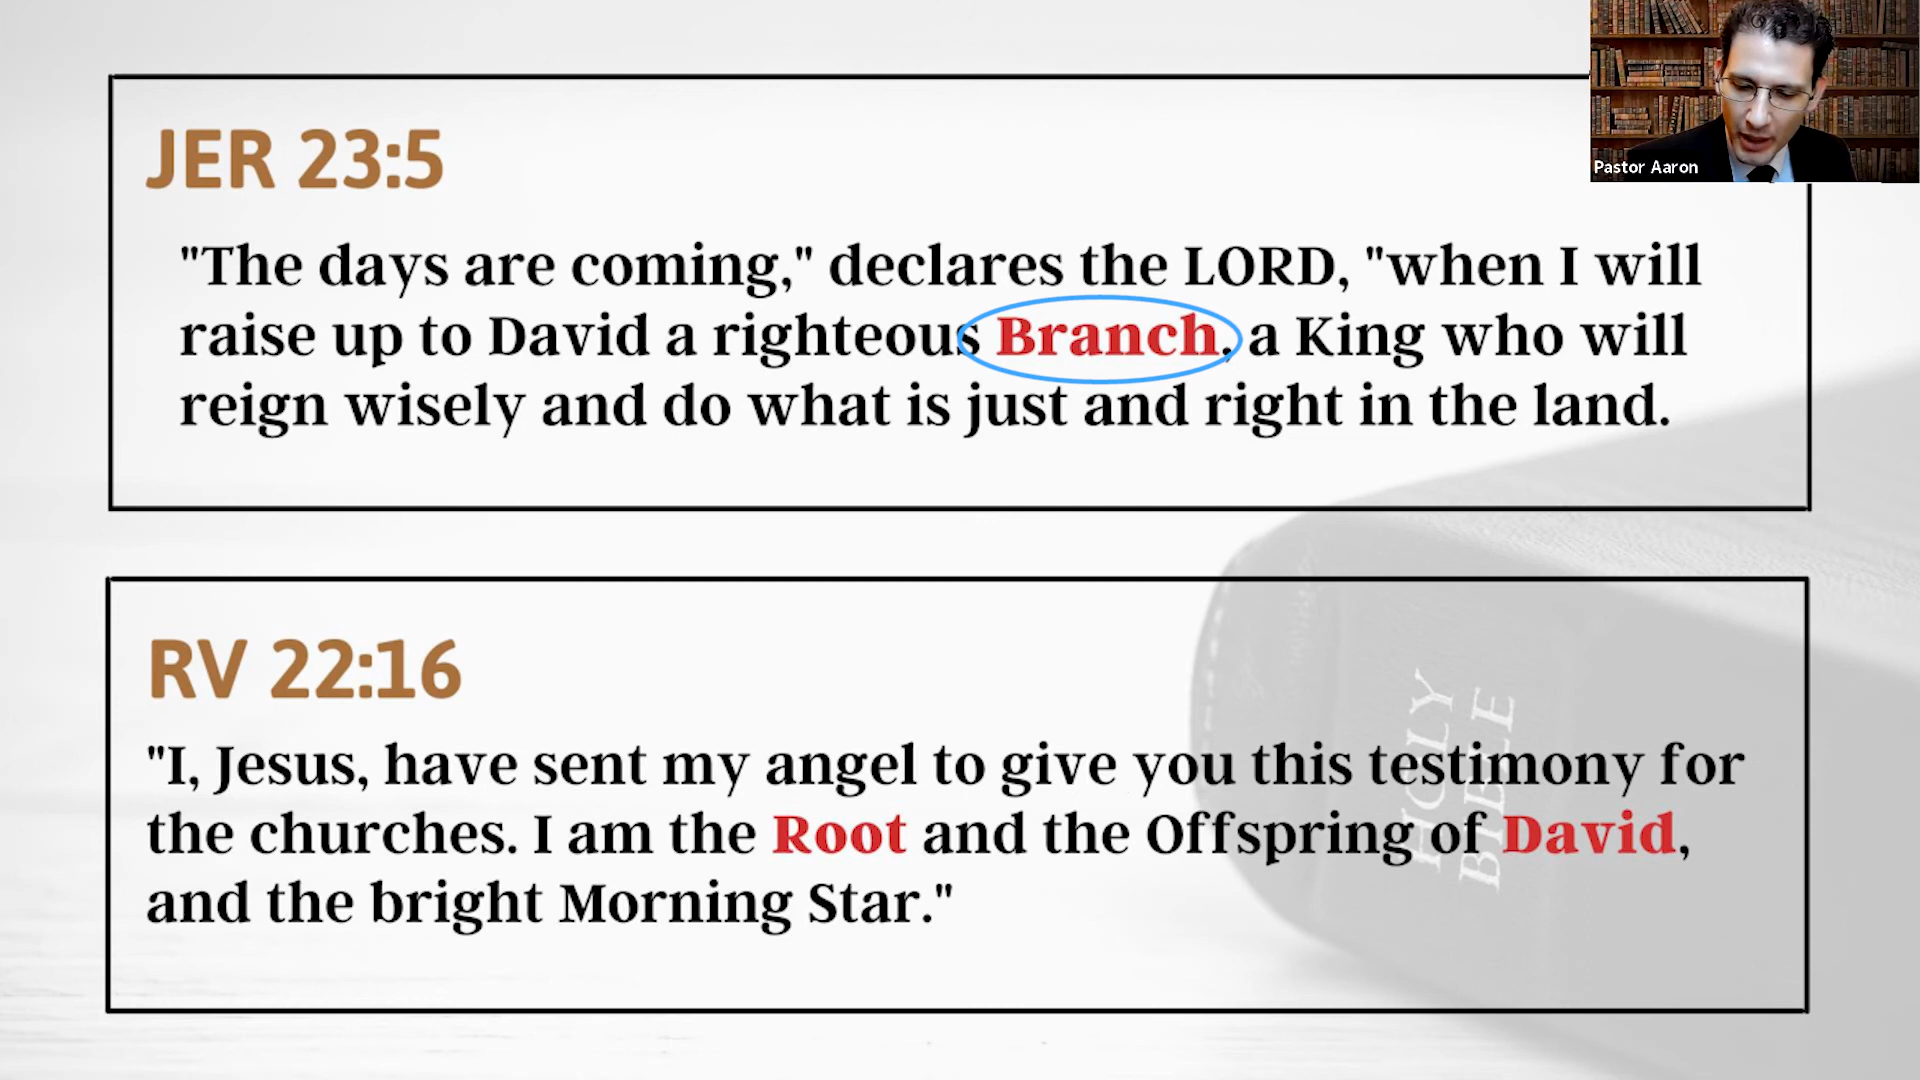 JER 23:5
"The days are coming," declares the LORD, "when I will
raise up to David a righteous Branch, a King who will
reign wisely and do what is just and right in the land.
Pastor Aaron
RV 22:16
"I, Jesus, have sent my angel to give you this testimony for
the churches. I am the Root and the Offspring of David,
and the bright Morning Star."
HOLY
BIBLE